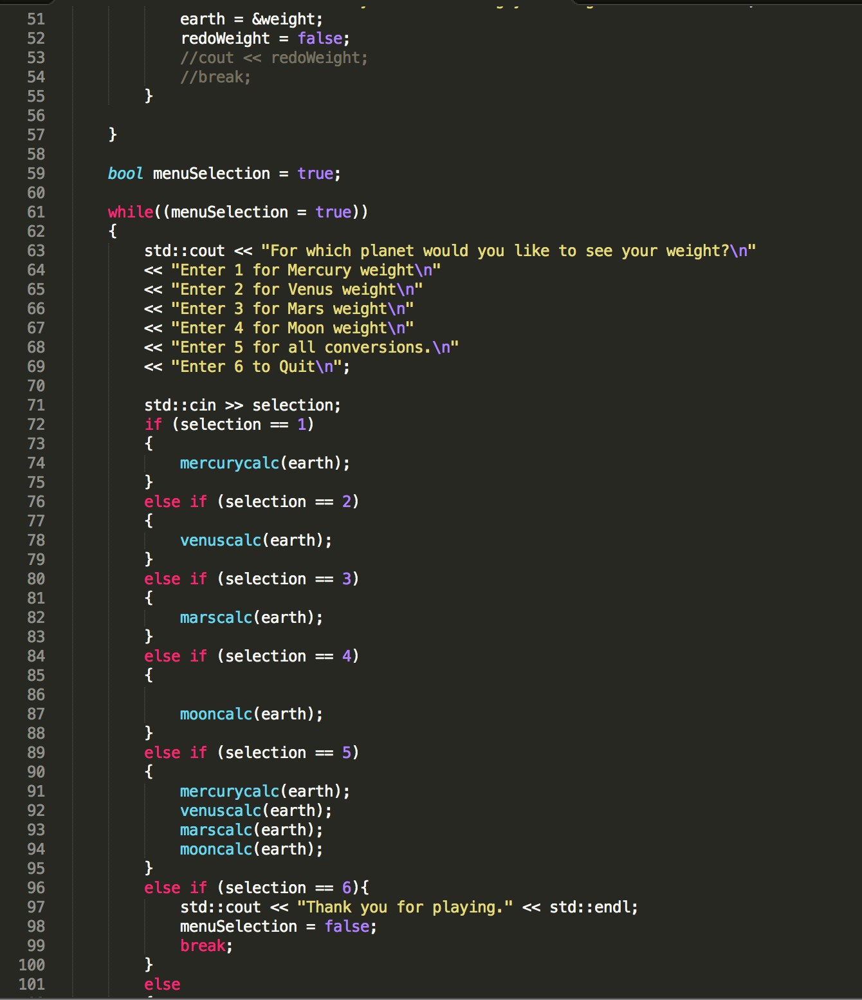 51 earth = &weight;
52 redoWeight = false;
53 //cout << redoWeight;
54 //break;
55 }
56
57 }
58
59 bool menuSelection = true;
60
61 while((menuSelection = true))
62 {
63 std::cout << "For which planet would you like to see your weight?\n"
64 << "Enter 1 for Mercury weight\n"
65 << "Enter 2 for Venus weight\n"
66 << "Enter 3 for Mars weight\n"
67 << "Enter 4 for Moon weight\n"
68 << "Enter 5 for all conversions.\n"
69 << "Enter 6 to Quit\n";
70
71 std::cin >> selection;
72 if (selection == 1)
73 {
74 mercurycalc(earth);
75 }
76 else if (selection == 2)
77 {
78 venuscalc(earth);
79 }
80 else if (selection == 3)
81 {
82 marscalc(earth);
83 }
84 else if (selection == 4)
85 {
86
87 mooncalc(earth);
88 }
89 else if (selection == 5)
90 {
91 mercurycalc(earth);
92 venuscalc(earth);
93 marscalc(earth);
94 mooncalc(earth);
95 }
96 else if (selection == 6){
97 std::cout << "Thank you for playing." << std::endl;
98 menuSelection = false;
99 break;
100 }
101 else